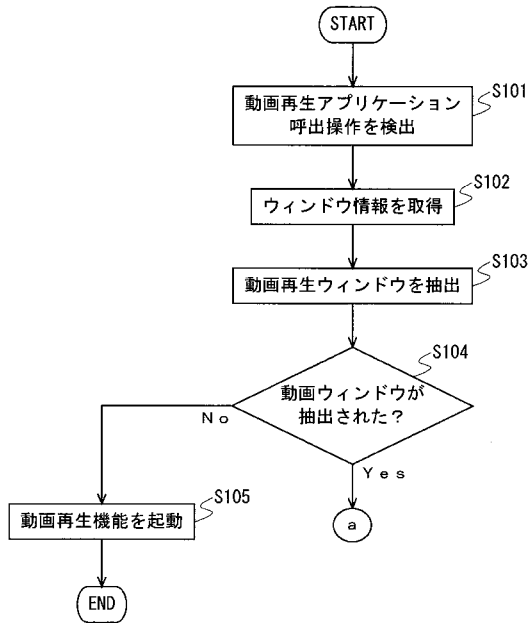 START
動画再生アプリケーション
呼出操作を検出
S101
ウィンドウ情報を取得
S102
動画再生ウィンドウを抽出
S103
動画ウィンドウが
抽出された？
S104
No
Yes
動画再生機能を起動
S105
a
END